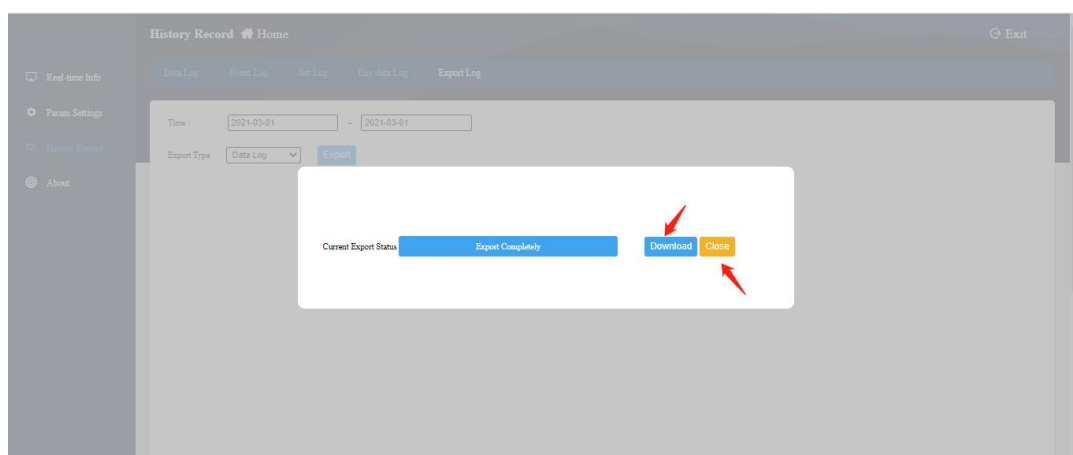 History Record Home
Exit
Real-time Info
Param Settings
History Record
About
Data Log Event Log Set Log Dev data Log Export Log
Time : 2021-03-01 ~ 2021-03-01
Export Type Data Log Export
Current Export Status Export Completely Download Close